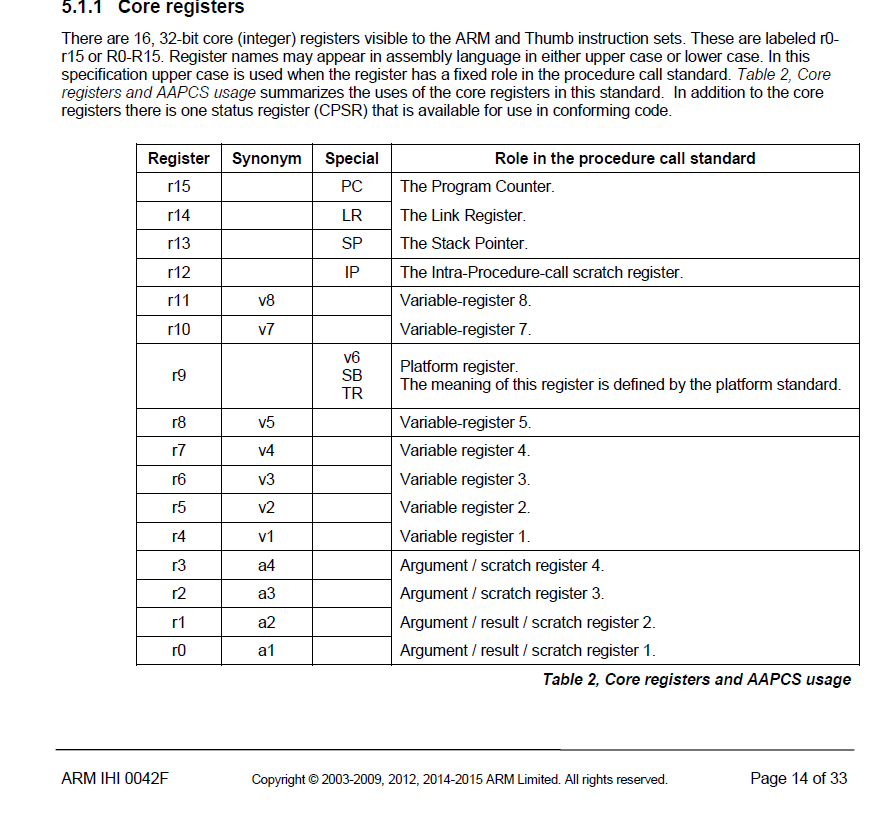 5.1.1 Core registers
There are 16, 32-bit core (integer) registers visible to the ARM and Thumb instruction sets. These are labeled r0-
r15 or R0-R15. Register names may appear in assembly language in either upper case or lower case. In this
specification upper case is used when the register has a fixed role in the procedure call standard. Table 2, Core
registers and AAPCS usage summarizes the uses of the core registers in this standard. In addition to the core
registers there is one status register (CPSR) that is available for use in conforming code.
Register Synonym Special Role in the procedure call standard
r15 PC The Program Counter.
r14 LR The Link Register.
r13 SP The Stack Pointer.
r12 IP The Intra-Procedure-call scratch register.
r11 v8 Variable-register 8.
r10 v7 Variable-register 7.
r9 v6 SB TR Platform register.
The meaning of this register is defined by the platform standard.
r8 v5 Variable-register 5.
r7 v4 Variable register 4.
r6 v3 Variable register 3.
r5 v2 Variable register 2.
r4 v1 Variable register 1.
r3 a4 Argument / scratch register 4.
r2 a3 Argument / scratch register 3.
r1 a2 Argument / result / scratch register 2.
r0 a1 Argument / result / scratch register 1.
Table 2, Core registers and AAPCS usage
ARM IHI 0042F Copyright © 2003-2009, 2012, 2014-2015 ARM Limited. All rights reserved. Page 14 of 33